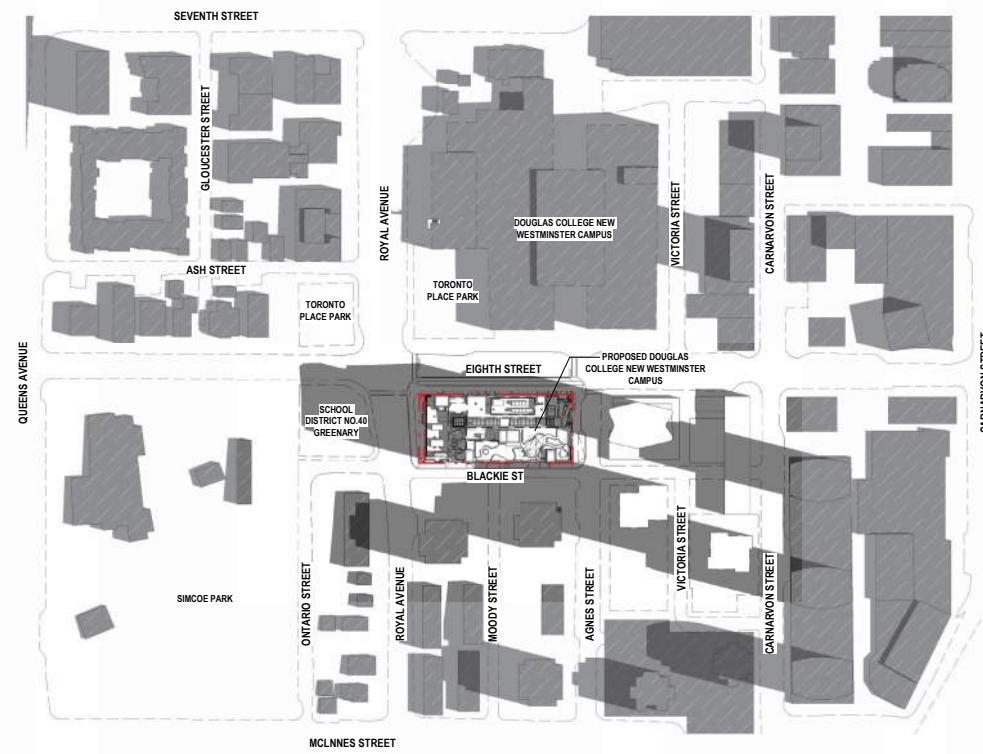 SEVENTH STREET
GLOUCESTER STREET
ROYAL AVENUE
DOUGLAS COLLEGE NEW
WESTMINSTER CAMPUS
VICTORIA STREET
CARNARVON STREET
ASH STREET
TORONTO
PLACE PARK
TORONTO
PLACE PARK
QUEENS AVENUE
EIGHTH STREET
PROPOSED DOUGLAS
COLLEGE NEW WESTMINSTER
CAMPUS
CARNARVON STREET
SCHOOL
DISTRICT NO.40
GREENARY
BLACKIE ST
SIMCOE PARK
ONTARIO STREET
ROYAL AVENUE
MOODY STREET
AGNES STREET
VICTORIA STREET
CARNARVON STREET
MCLNNES STREET